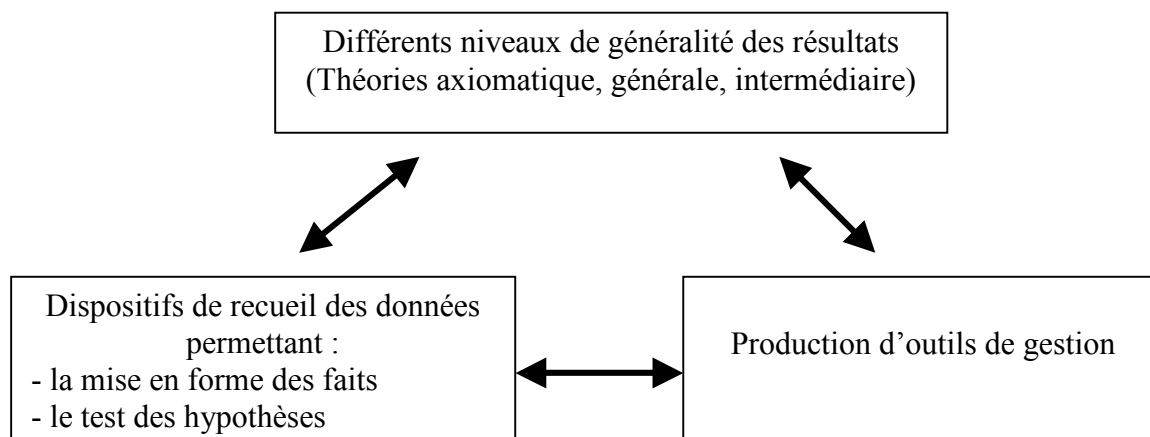 Différents niveaux de généralité des résultats
(Théories axiomatique, générale, intermédiaire)
Dispositifs de recueil des données
permettant :
- la mise en forme des faits
- le test des hypothèses
Production d’outils de gestion